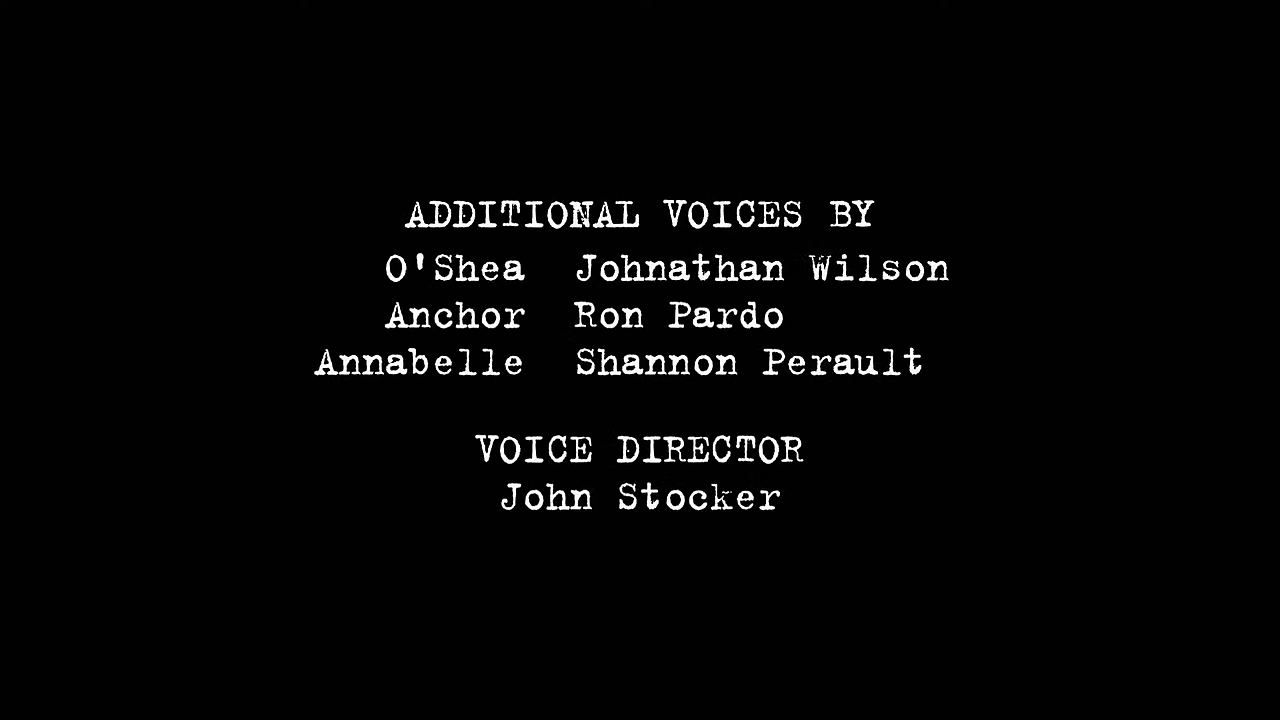 ADDITIONAL VOICES BY
O'Shea Johnathan Wilson
Anchor Ron Pardo
Annabelle Shannon Perault
VOICE DIRECTOR
John Stocker